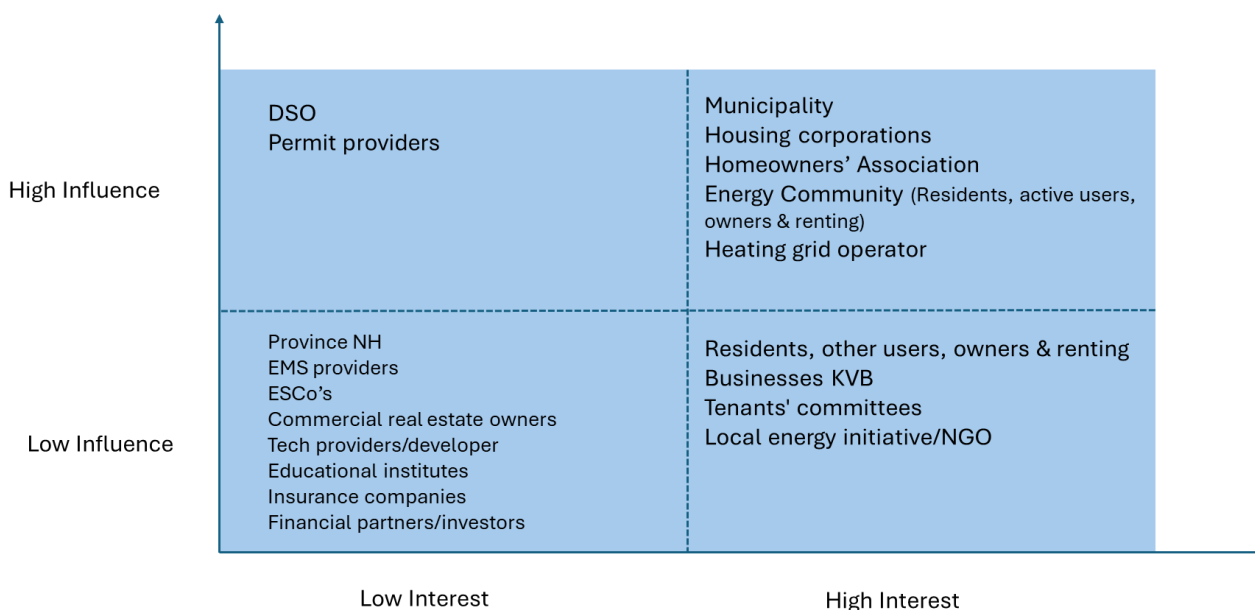 DSO
Permit providers
Municipality
Housing corporations
Homeowners’ Association
Energy Community (Residents, active users,
owners & renting)
Heating grid operator
High Influence
Province NH
EMS providers
ESCo’s
Commercial real estate owners
Tech providers/developer
Educational institutes
Insurance companies
Financial partners/investors
Residents, other users, owners & renting
Businesses KVB
Tenants' committees
Local energy initiative/NGO
Low Influence
Low Interest
High Interest